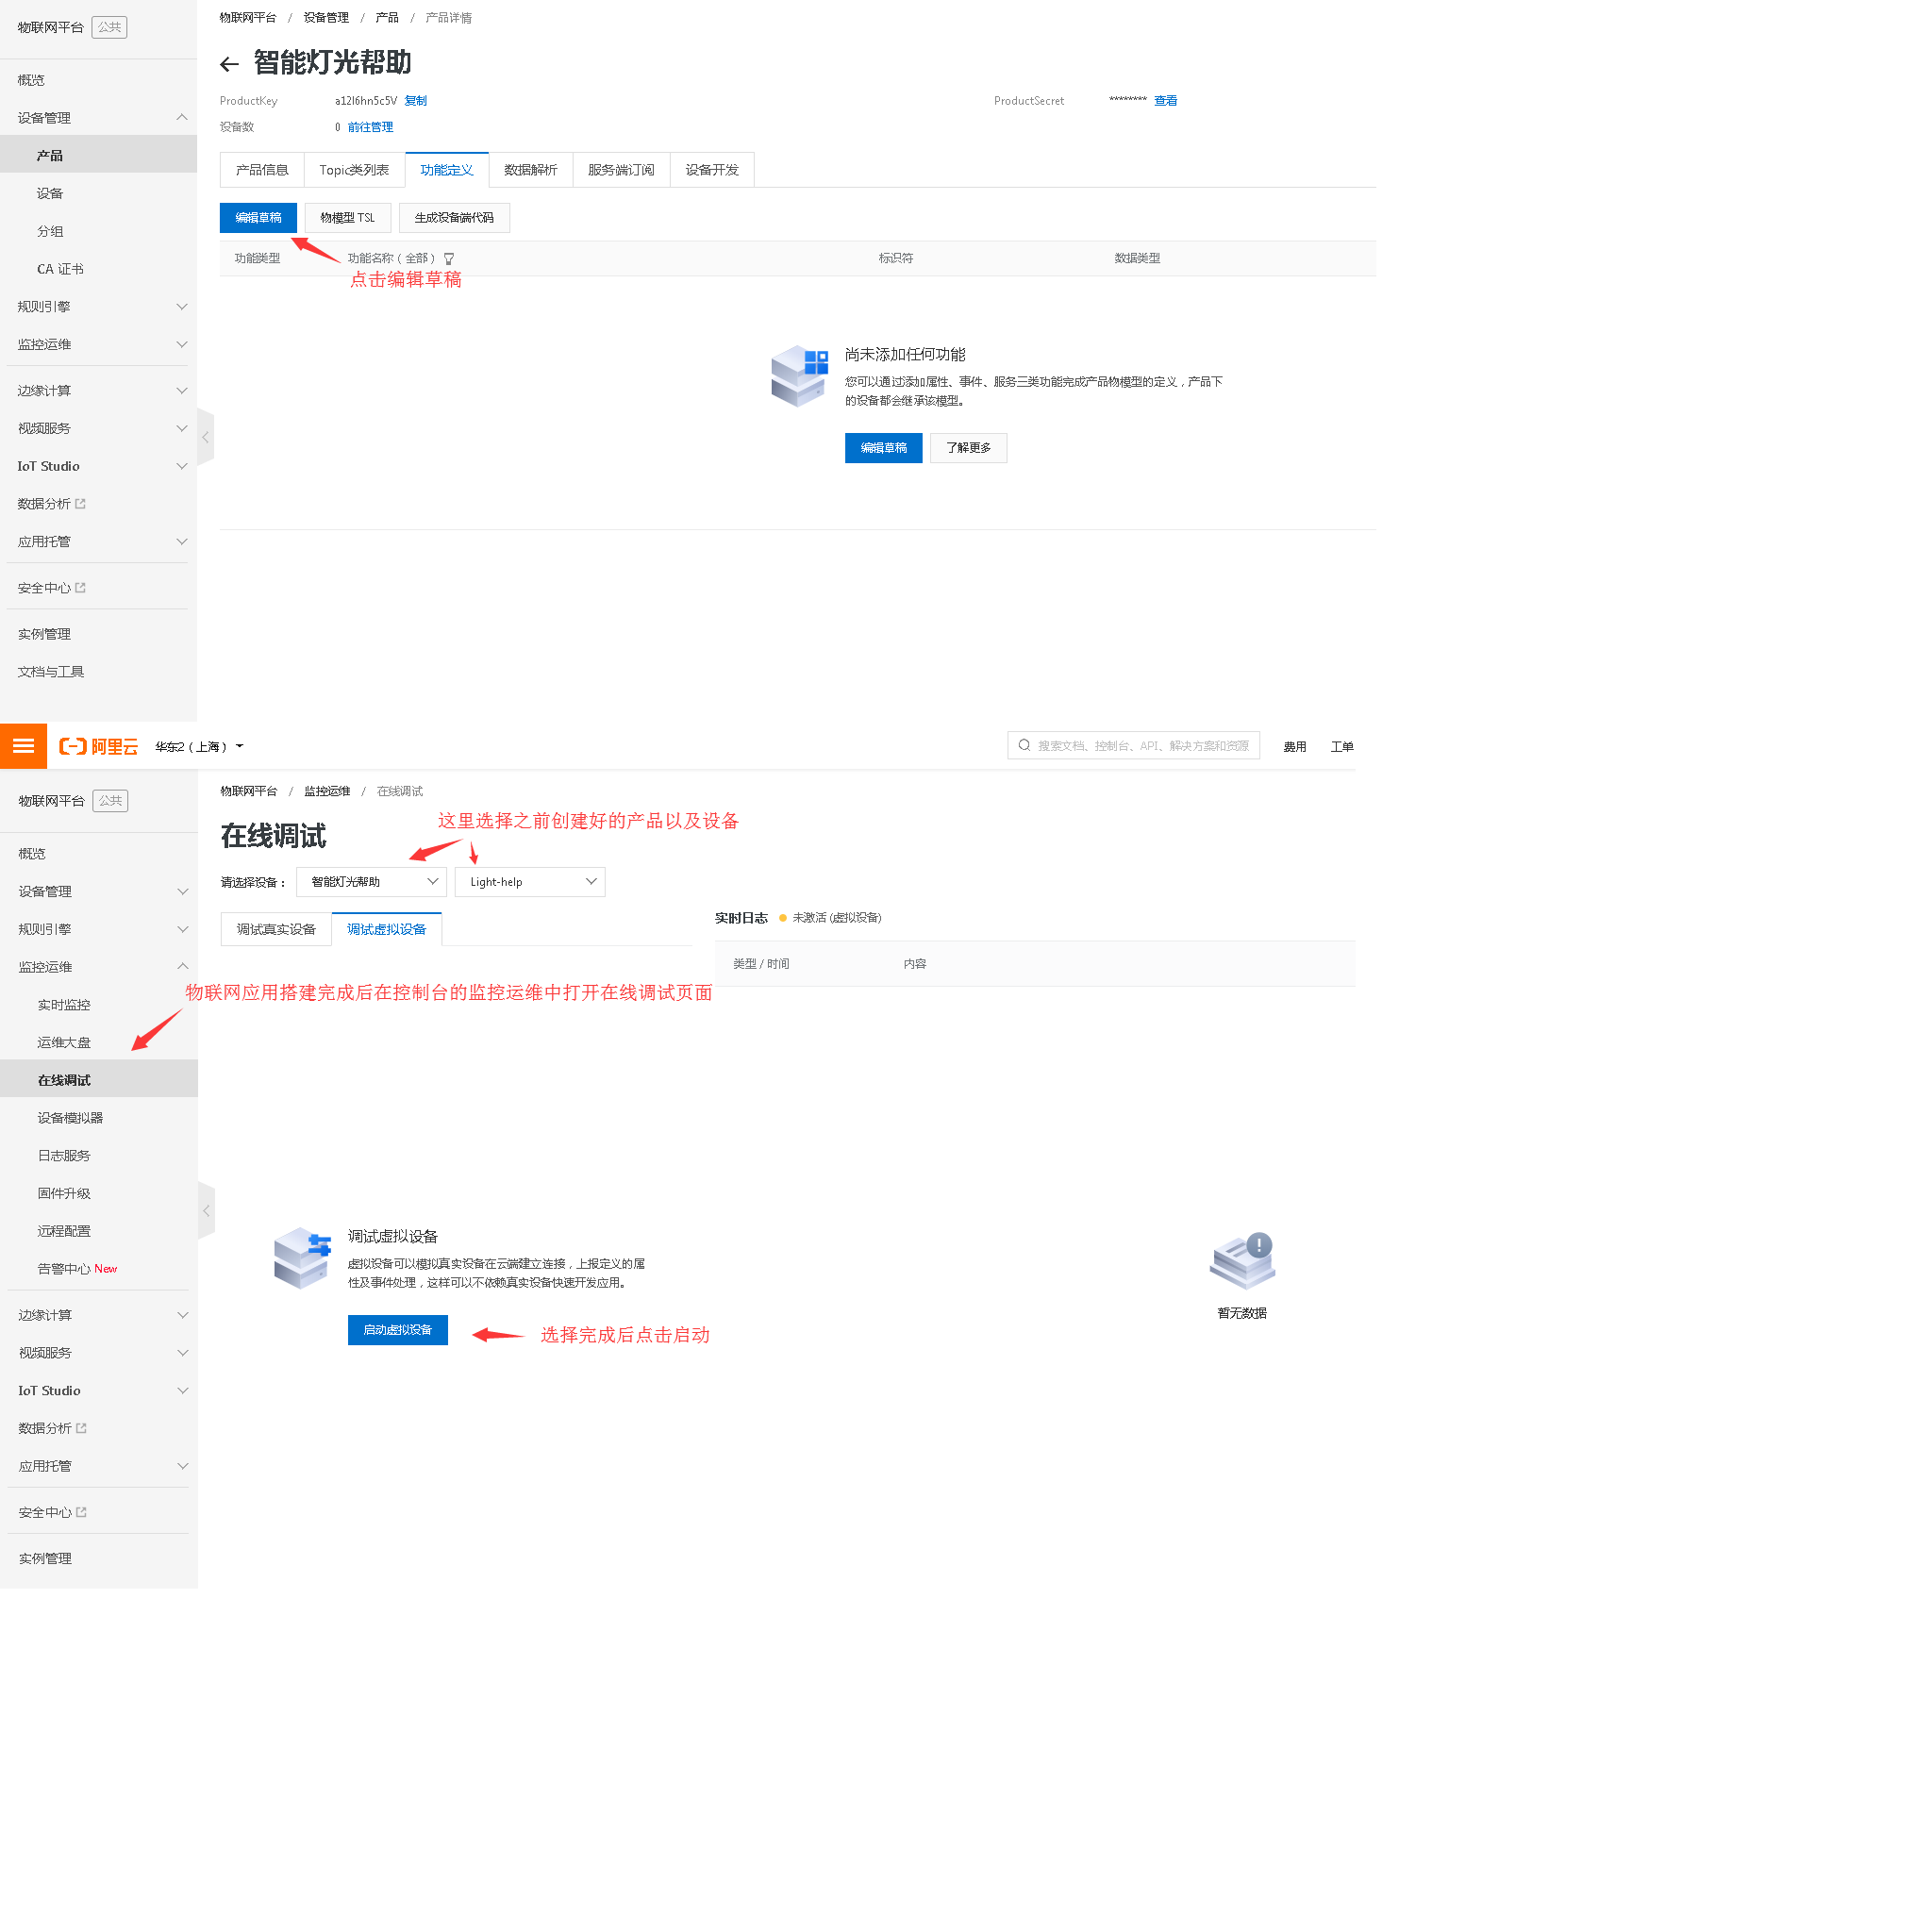 物联网平台 公共
概览
设备管理
产品
设备
分组
CA 证书
规则引擎
监控运维
边缘计算
视频服务
IoT Studio
数据分析
应用托管
安全中心
实例管理
文档与工具
物联网平台 / 设备管理 / 产品 / 产品详情
智能灯光帮助
ProductKey a12l6hn5c5V 复制 ProductSecret ******** 查看
设备数 0 前往管理
产品信息 Topic类列表 功能定义 数据解析 服务端订阅 设备开发
编辑草稿 物模型 TSL 生成设备端代码
功能类型 功能名称（全部） 标识符 数据类型
点击编辑草稿
尚未添加任何功能
您可以通过添加属性、事件、服务三类功能完成产品物模型的定义，产品下
的设备都会继承该模型。
编辑草稿 了解更多
阿里云 华东2（上海） 搜索文档、控制台、API、解决方案和资源 费用 工单
物联网平台 公共
概览
设备管理
规则引擎
监控运维
实时监控
运维大盘
在线调试
设备模拟器
日志服务
固件升级
远程配置
告警中心 New
边缘计算
视频服务
IoT Studio
数据分析
应用托管
安全中心
实例管理
物联网平台 / 监控运维 / 在线调试
这里选择之前创建好的产品以及设备
在线调试
请选择设备： 智能灯光帮助 Light-help
调试真实设备 调试虚拟设备
实时日志 未激活 (虚拟设备)
类型 / 时间 内容
物联网应用搭建完成后在控制台的监控运维中打开在线调试页面
调试虚拟设备
虚拟设备可以模拟真实设备在云端建立连接，上报定义的属
性及事件处理，这样可以不依赖真实设备快速开发应用。
启动虚拟设备
选择完成后点击启动
暂无数据